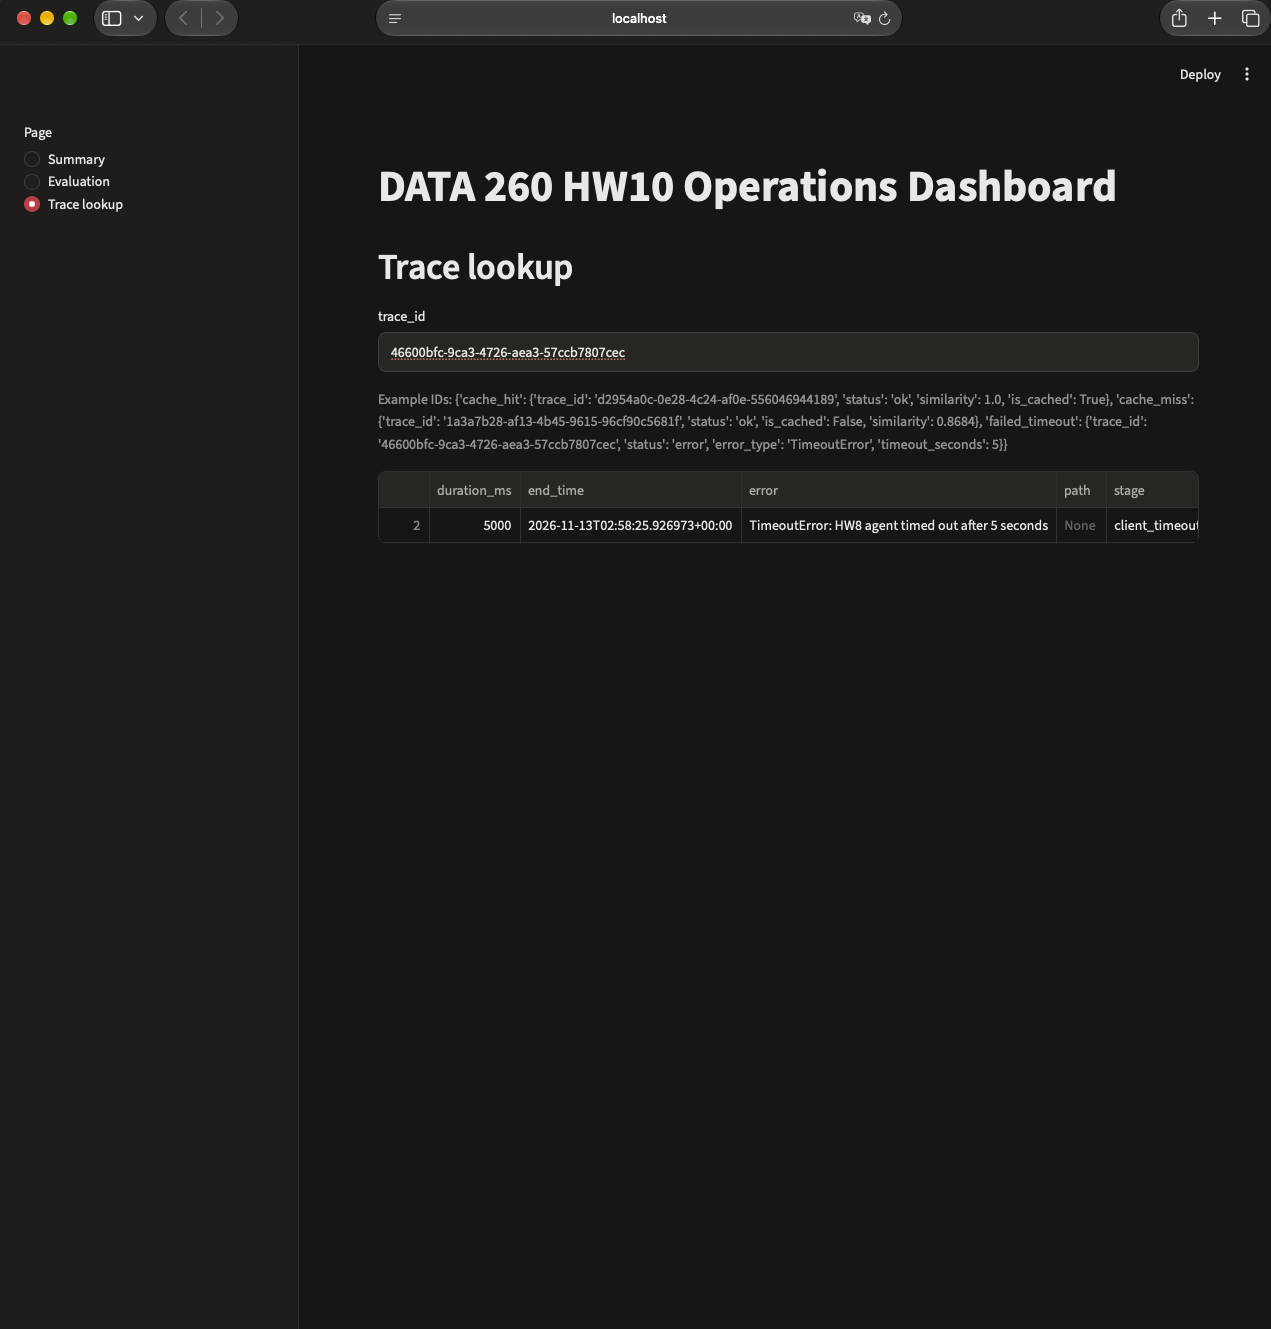 localhost
Deploy
Page
Summary
Evaluation
Trace lookup
DATA 260 HW10 Operations Dashboard
Trace lookup
trace_id
46600bfc-9ca3-4726-aea3-57ccb7807cec
Example IDs: {'cache_hit': {'trace_id': 'd2954a0c-0e28-4c24-af0e-556046944189', 'status': 'ok', 'similarity': 1.0, 'is_cached': True}, 'cache_miss':
{'trace_id': '1a3a7b28-af13-4b45-9615-96cf90c5681f', 'status': 'ok', 'is_cached': False, 'similarity': 0.8684}, 'failed_timeout': {'trace_id':
'46600bfc-9ca3-4726-aea3-57ccb7807cec', 'status': 'error', 'error_type': 'TimeoutError', 'timeout_seconds': 5}}
duration_ms end_time error path stage
2 5000 2026-11-13T02:58:25.926973+00:00 TimeoutError: HW8 agent timed out after 5 seconds None client_timeout